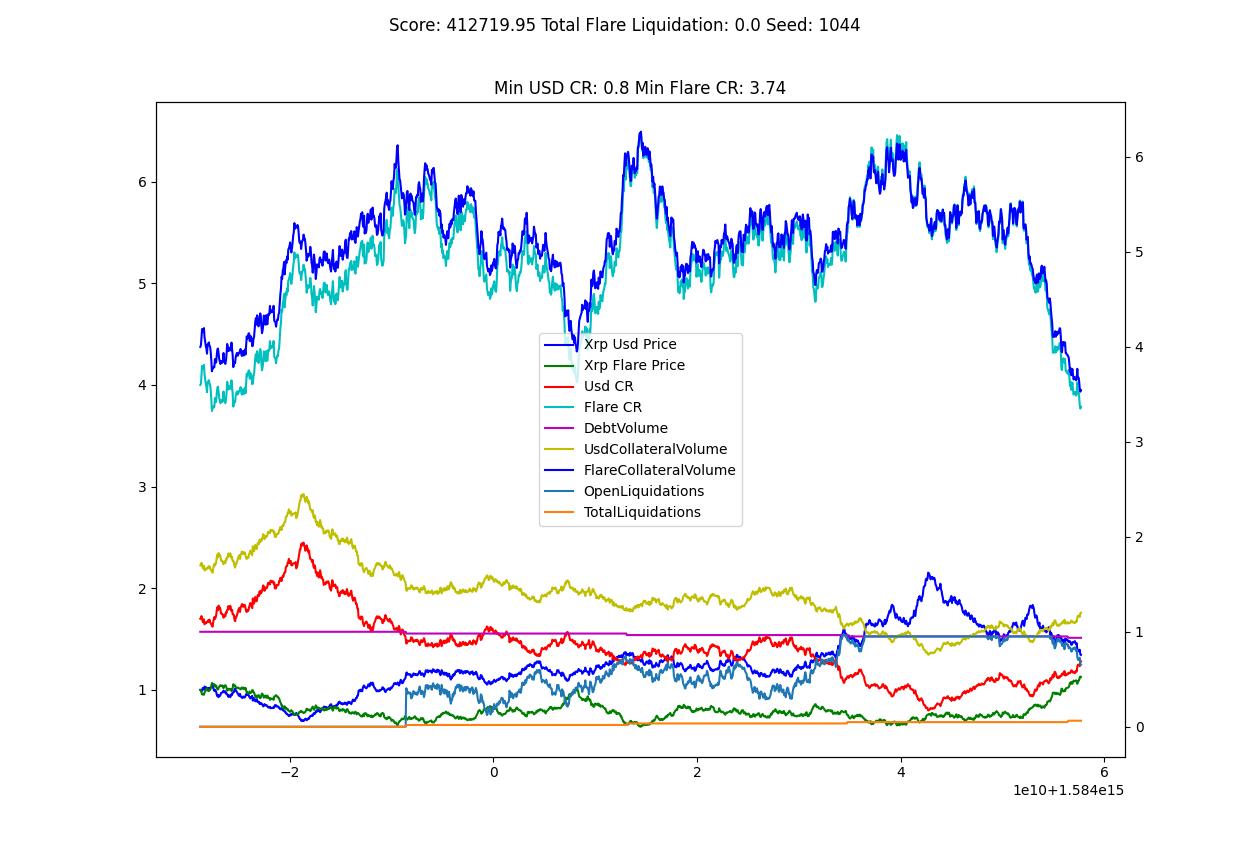 Score: 412719.95 Total Flare Liquidation: 0.0 Seed: 1044
Min USD CR: 0.8 Min Flare CR: 3.74
6
5
4
3
2
1
6
5
4
3
2
1
0
Xrp Usd Price
Xrp Flare Price
Usd CR
Flare CR
DebtVolume
UsdCollateralVolume
FlareCollateralVolume
OpenLiquidations
TotalLiquidations
−2
0
2
4
6
1e10+1.584e15